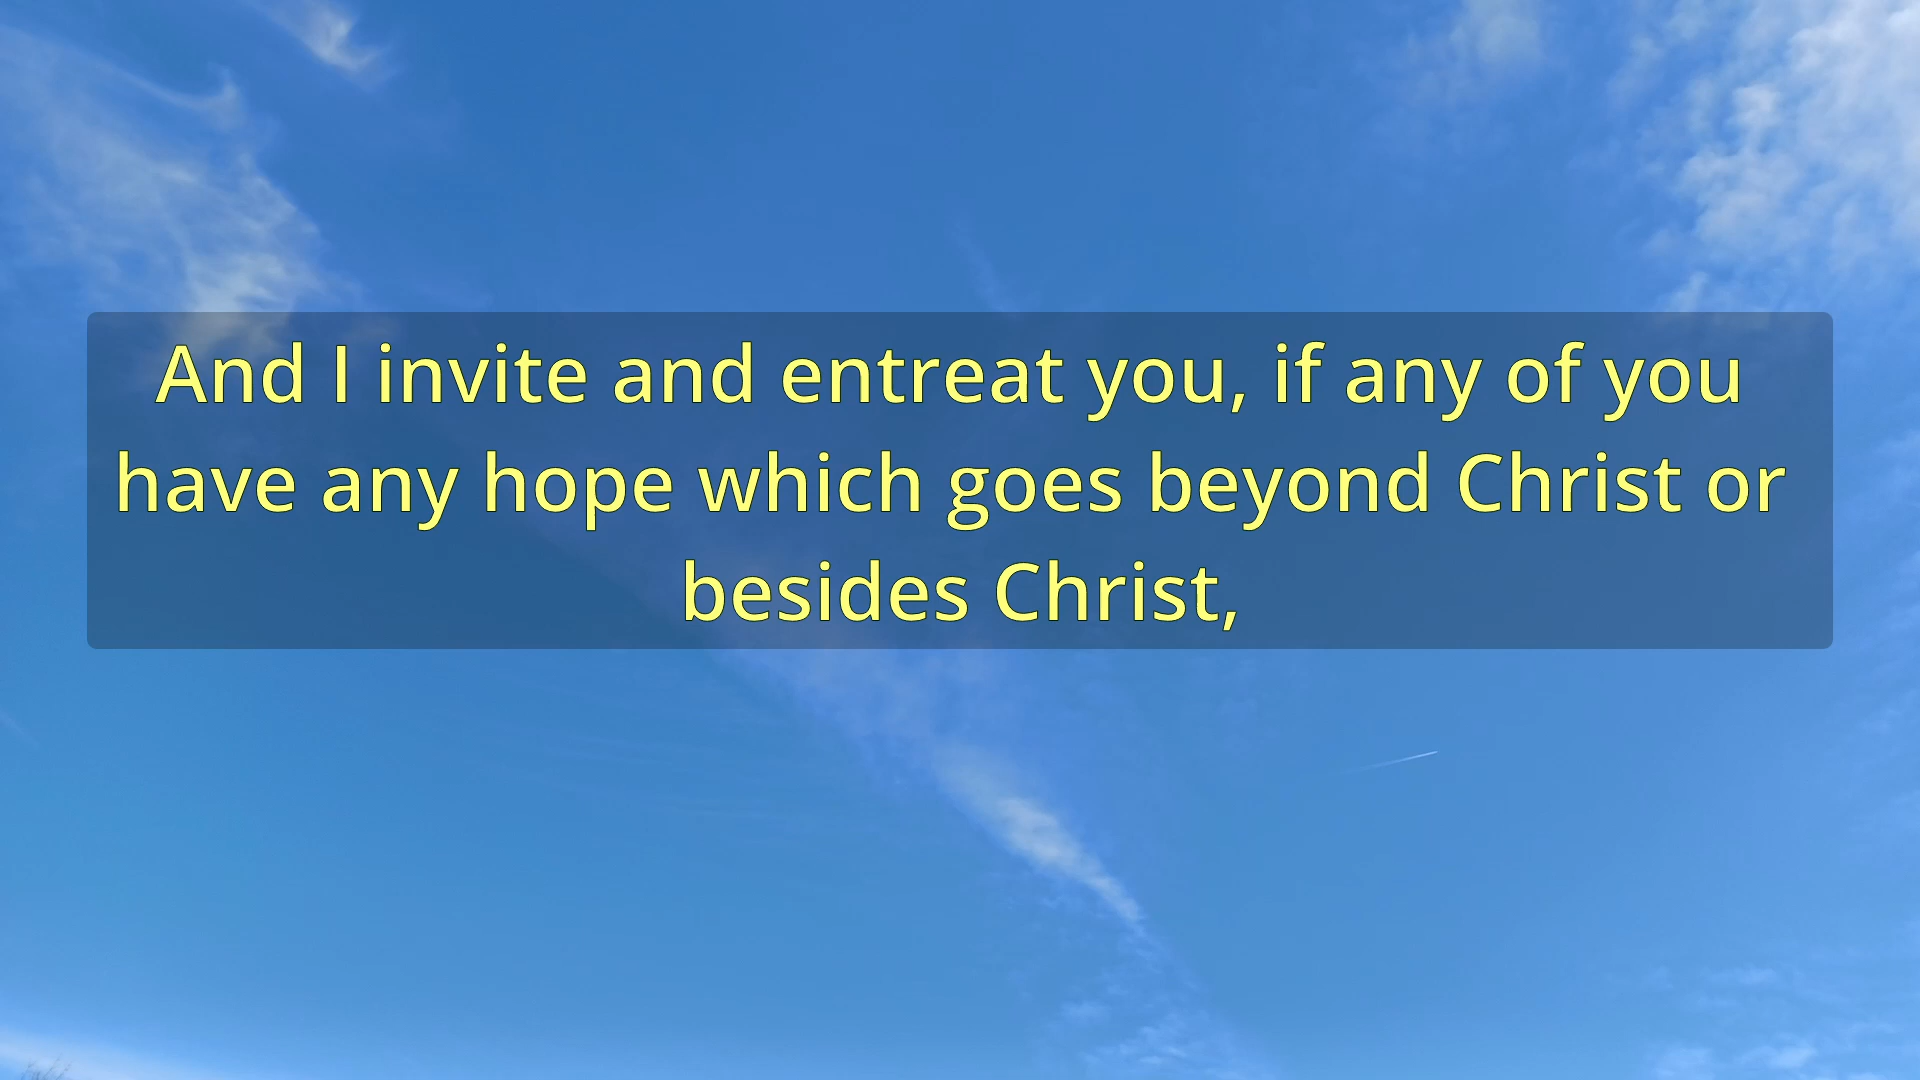 And I invite and entreat you, if any of you
have any hope which goes beyond Christ or
besides Christ,